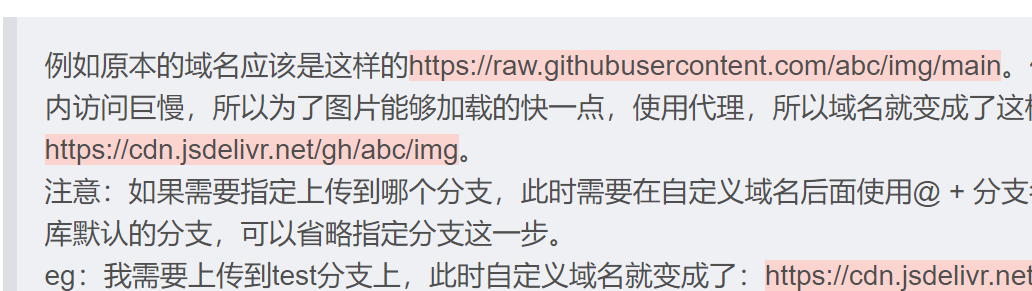 例如原本的域名应该是这样的https://raw.githubusercontent.com/abc/img/main。
内访问巨慢，所以为了图片能够加载的快一点，使用代理，所以域名就变成了这样
https://cdn.jsdelivr.net/gh/abc/img。
注意：如果需要指定上传到哪个分支，此时需要在自定义域名后面使用@ + 分支
库默认的分支，可以省略指定分支这一步。
eg：我需要上传到test分支上，此时自定义域名就变成了：https://cdn.jsdelivr.net